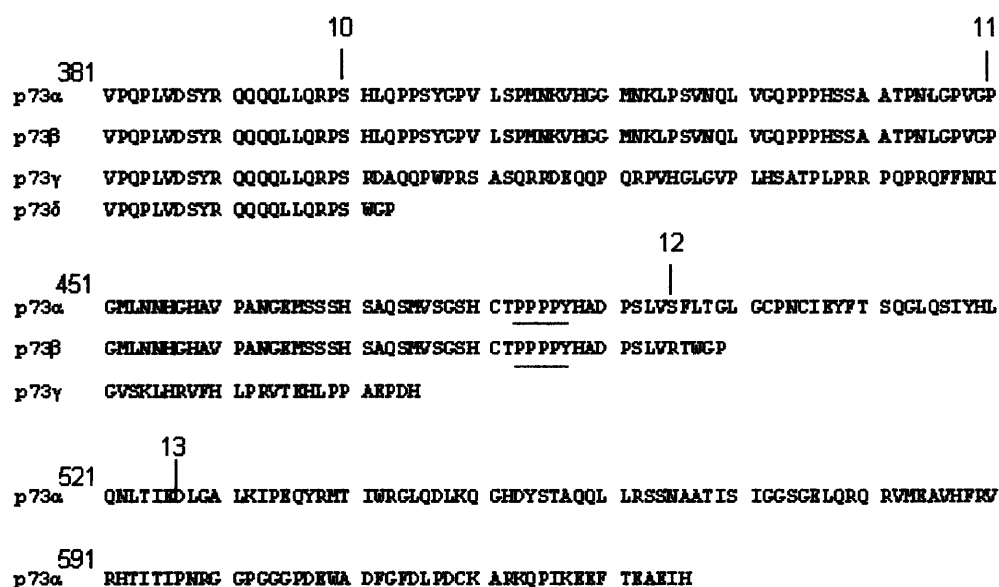 10 11
381
p73α VPQPLVDSYR QQQQLLQRPS HLQPPSYGPV LSPMNKVHGG MNKLPSVNQL VGQPPPHSSA ATPNLGPVGP
p73β VPQPLVDSYR QQQQLLQRPS HLQPPSYGPV LSPMNKVHGG MNKLPSVNQL VGQPPPHSSA ATPNLGPVGP
p73γ VPQPLVDSYR QQQQLLQRPS PDAQQPWPRS ASQRRDEQQP QRPVHGLGVP LHSATPLPRR PQPRQFFNRI
p73δ VPQPLVDSYR QQQQLLQRPS WGP
12
451
p73α GMLNNHGHAV PANGEMSSSH SAQSMVSGSH CTPPPPYHAD PSLVSFLTGL GCPNCIEYFT SQGLQSIYHL
p73β GMLNNHGHAV PANGEMSSSH SAQSMVSGSH CTPPPPYHAD PSLVRTWGP
p73γ GVSKLHRVFH LPRVTEHLPP AEPDH
13
521
p73α QNLTIEDLGA LKIPEQYRMT IWRGLQDLKQ GHDYSTAQQL LRSSNAATIS IGGSGELQRQ RVMEAVHFRV
591
p73α RHTITIPNRG GPGGGPDEWA DFGFDLPDCK ARKQPIKEEF TEAEIH